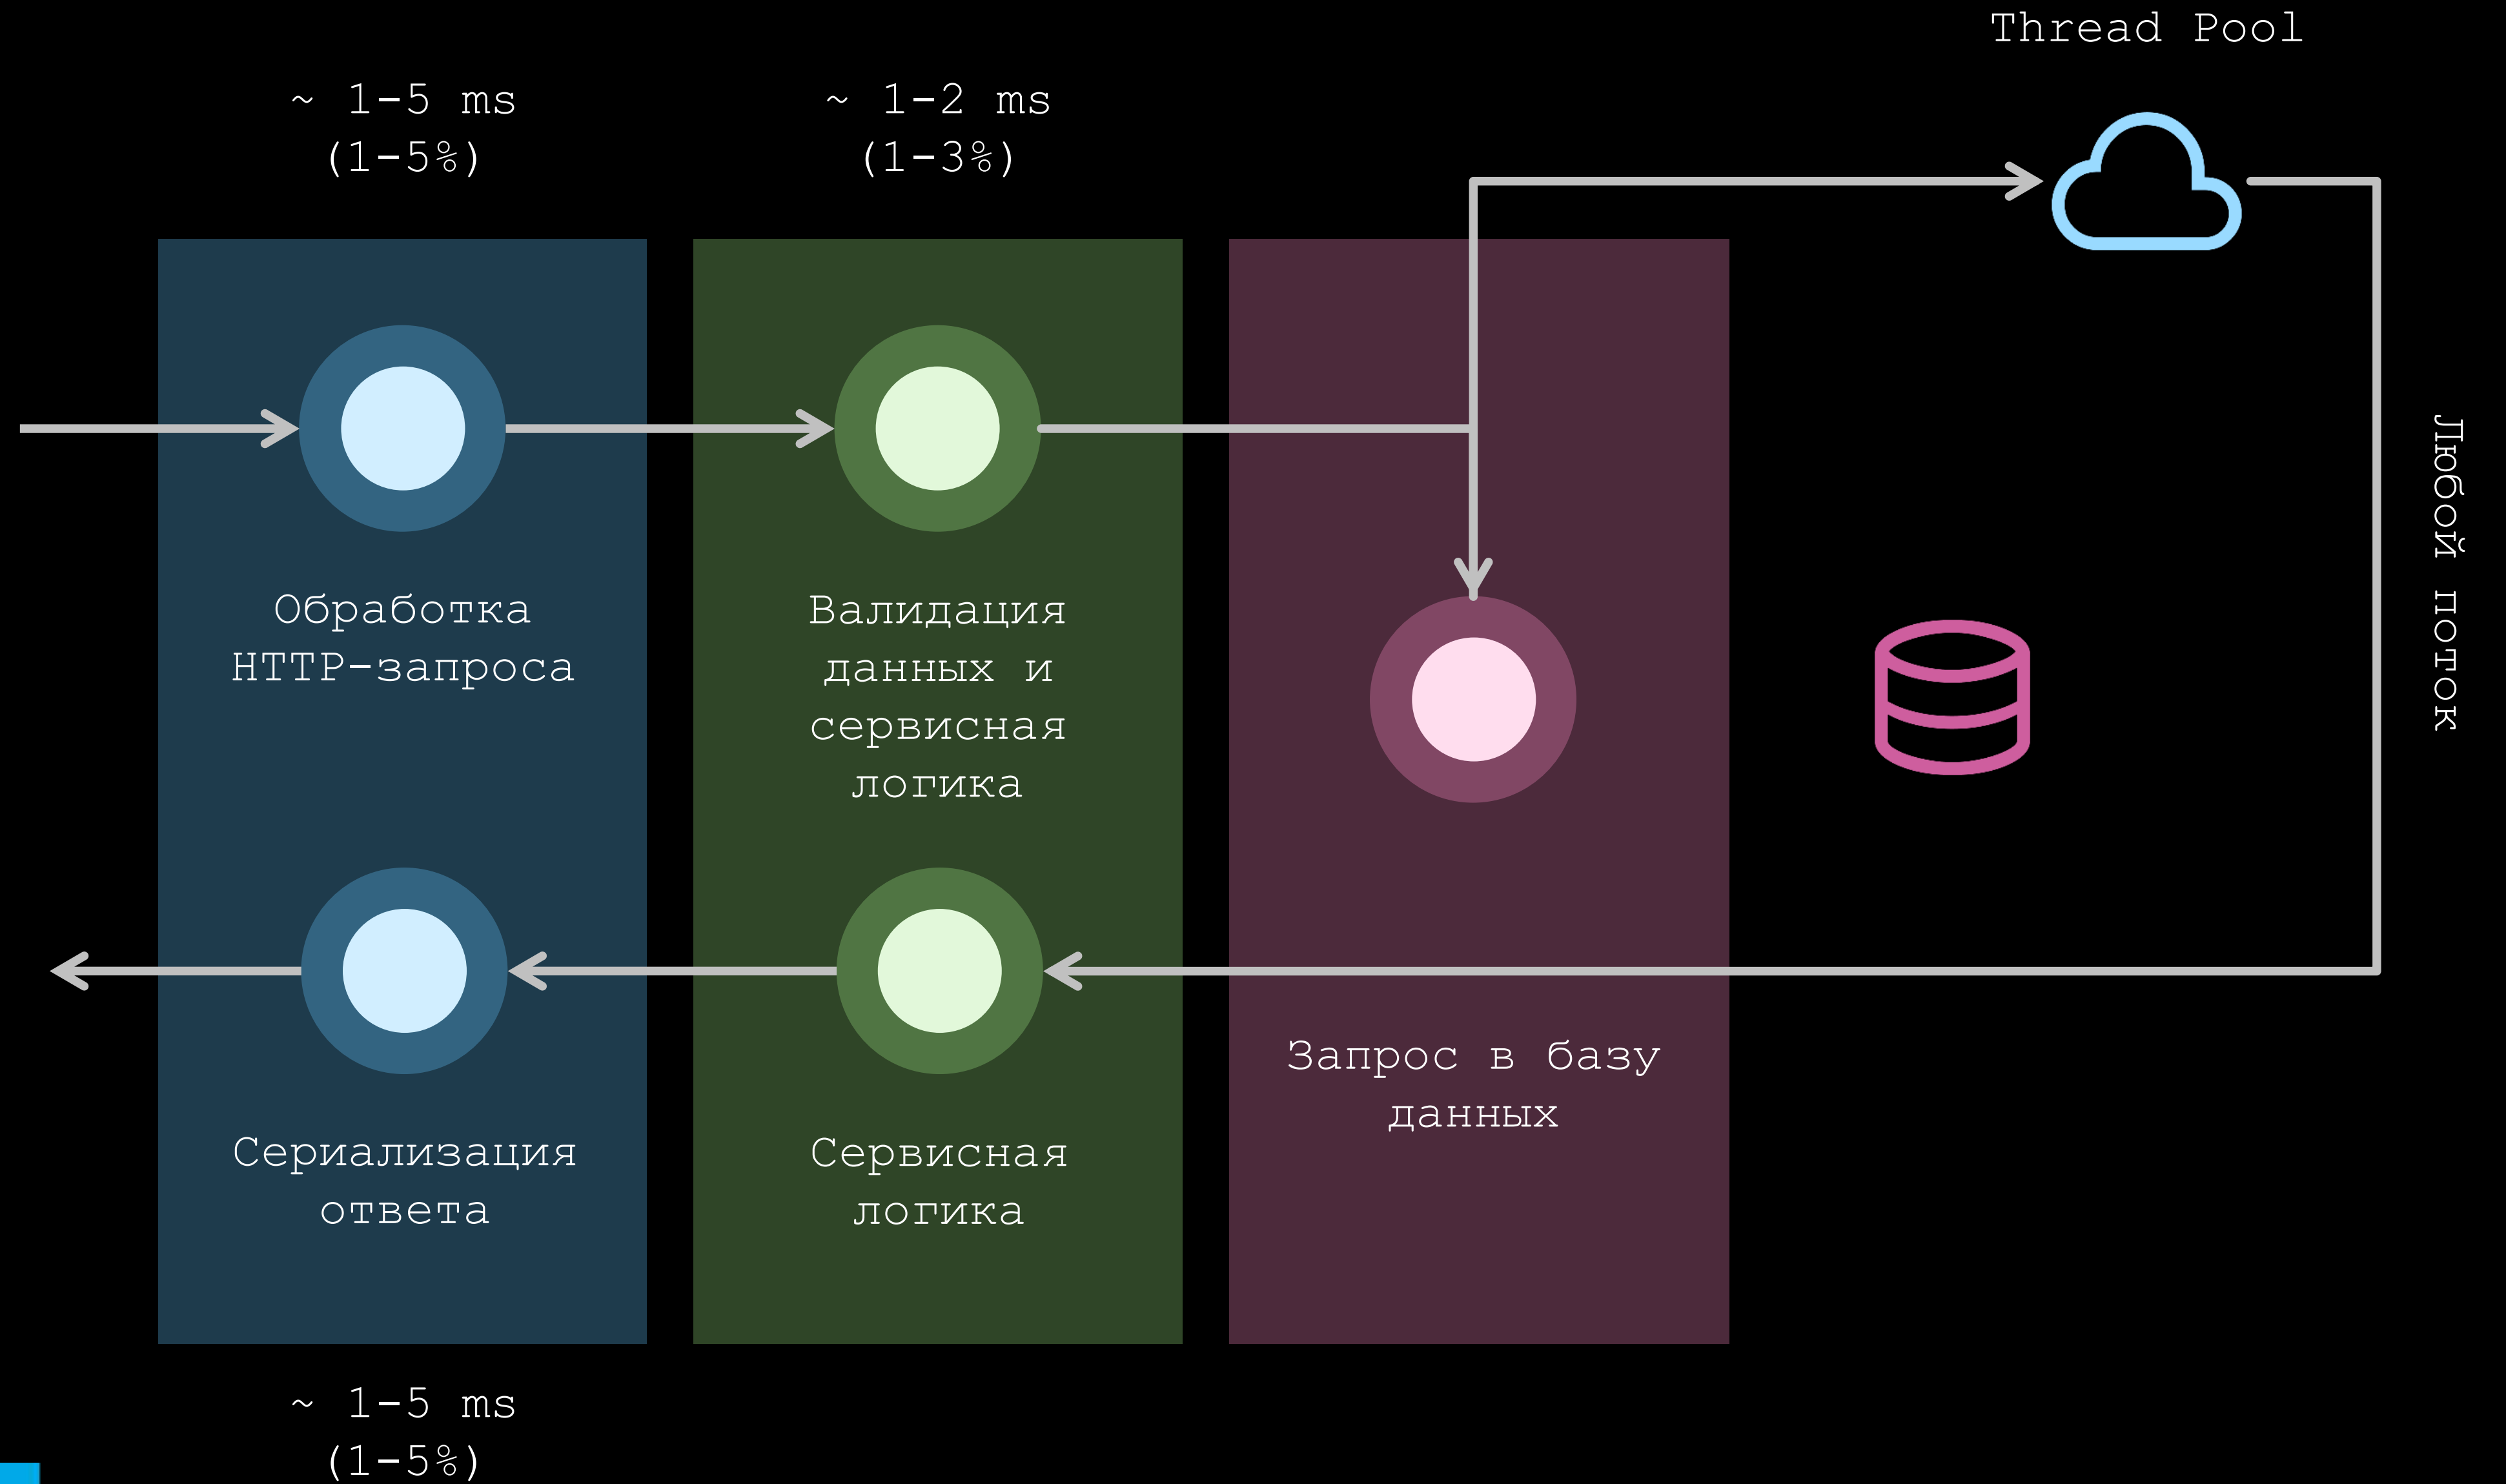 Thread Pool
~ 1-5 ms
(1-5%)
~ 1-2 ms
(1-3%)
Обработка
HTTP-запроса
Валидация
данных и
сервисная
логика
Любой поток
Запрос в базу
данных
Сериализация
ответа
Сервисная
логика
~ 1-5 ms
(1-5%)